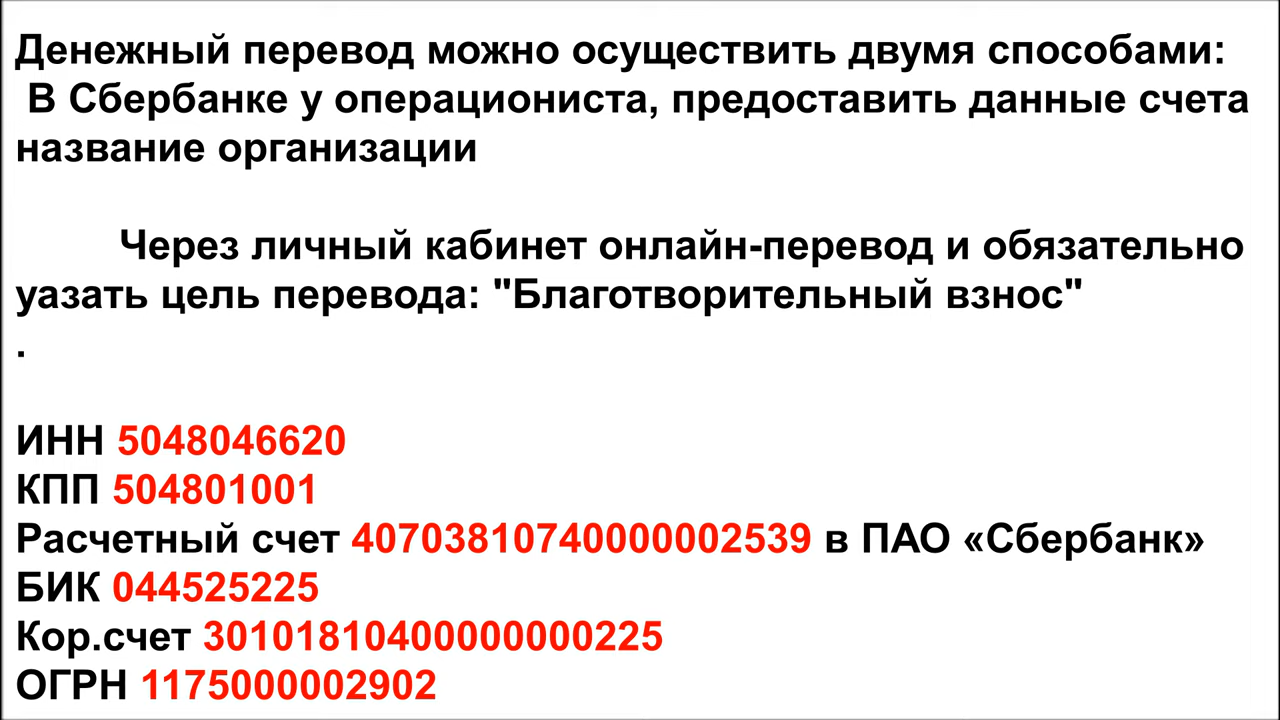 Денежный перевод можно осуществить двумя способами:
В Сбербанке у операциониста, предоставить данные счета
название организации
Через личный кабинет онлайн-перевод и обязательно
уазать цель перевода: "Благотворительный взнос"
.
ИНН 5048046620
КПП 504801001
Расчетный счет 40703810740000002539 в ПАО «Сбербанк»
БИК 044525225
Кор.счет 30101810400000000225
ОГРН 1175000002902